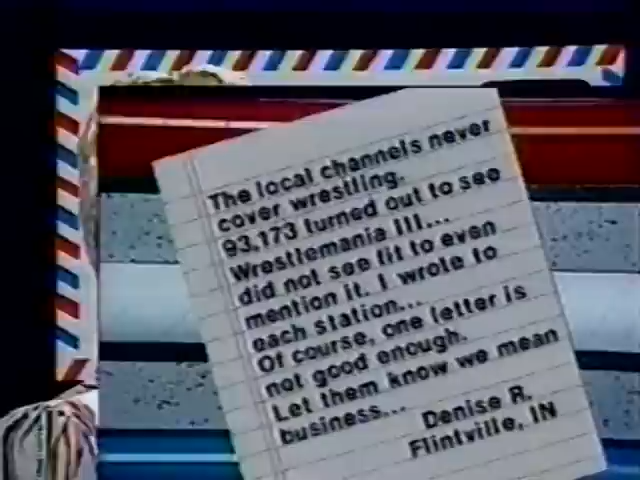 The local channels never
cover wrestling.
93,173 turned out to see
Wrestlemania III...
did not see fit to even
mention it. I wrote to
each station...
Of course, one letter is
not good enough.
Let them know we mean
business... Denise R.
Flintville, IN